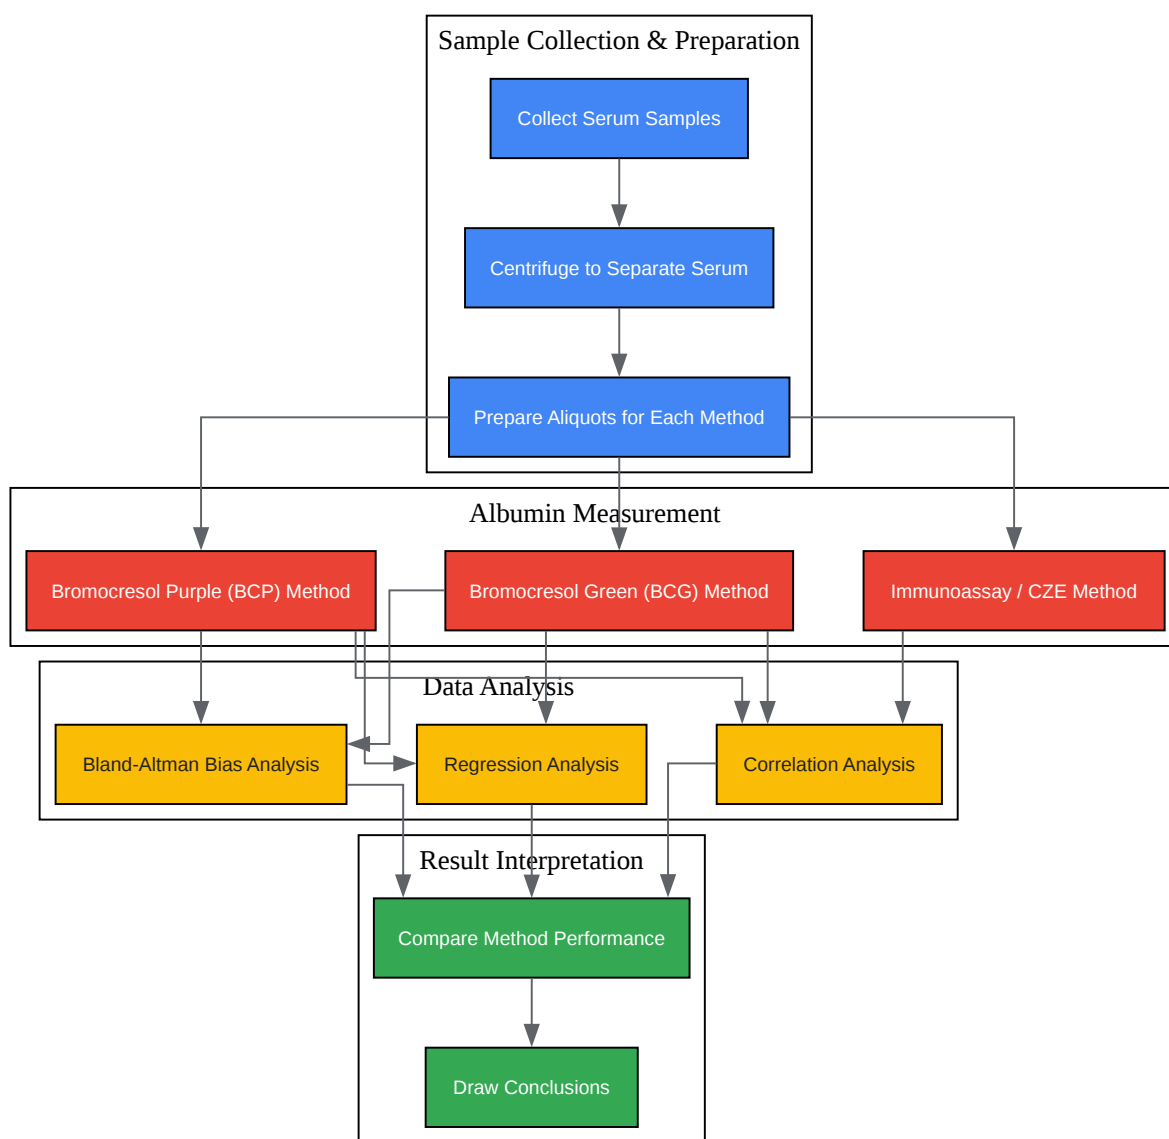 Sample Collection & Preparation
Collect Serum Samples
Centrifuge to Separate Serum
Prepare Aliquots for Each Method
Albumin Measurement
Bromocresol Purple (BCP) Method
Bromocresol Green (BCG) Method
Immunoassay / CZE Method
Data Analysis
Bland-Altman Bias Analysis
Regression Analysis
Correlation Analysis
Result Interpretation
Compare Method Performance
Draw Conclusions